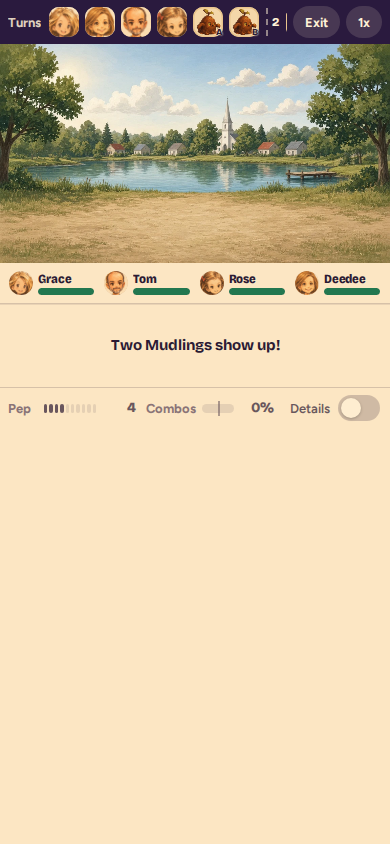 Turns A B 2 Exit 1x
Grace Tom Rose Deedee
Two Mudlings show up!
Pep 4 Combos 0% Details